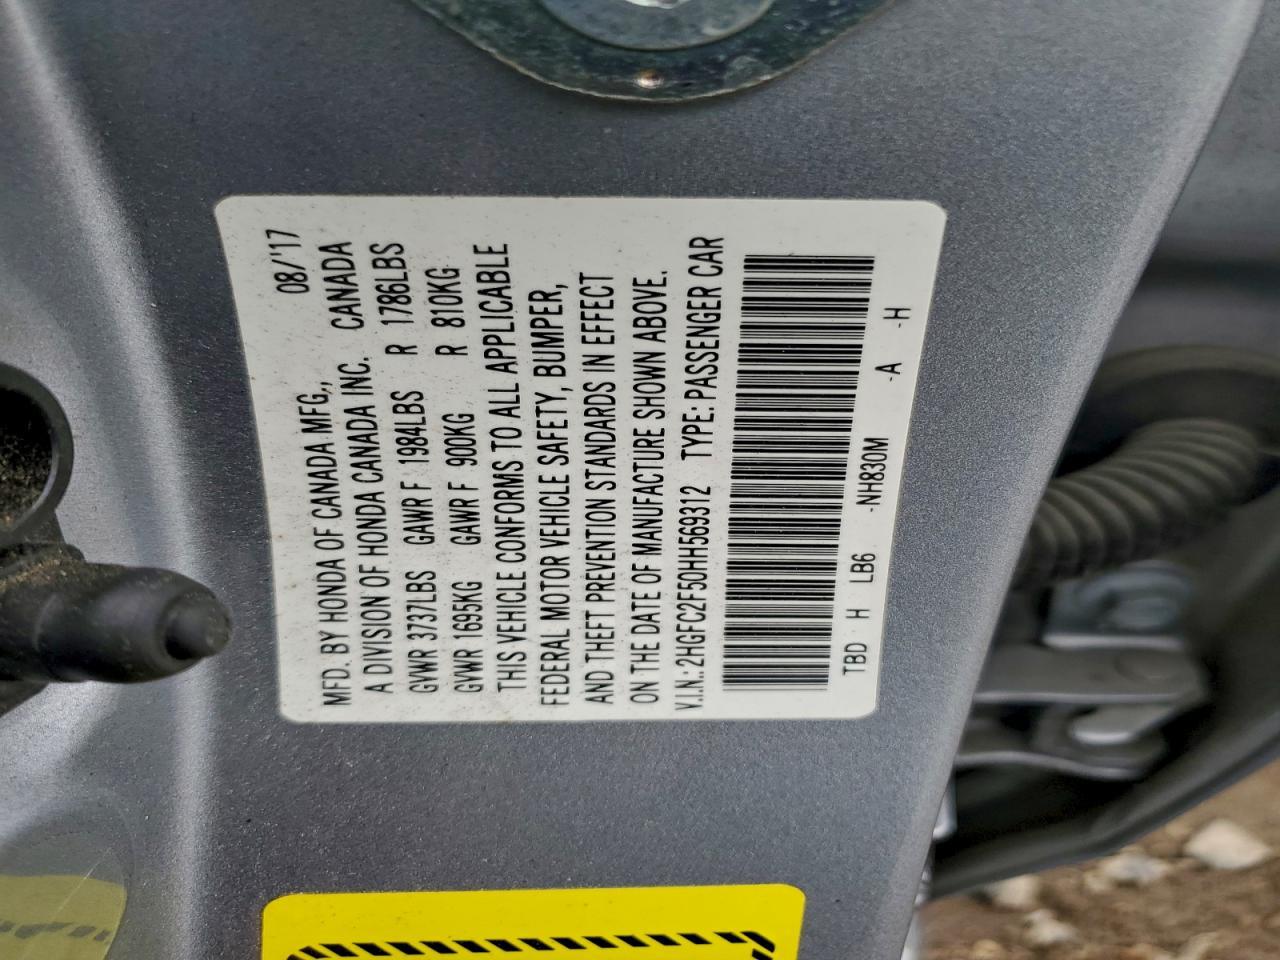 08/'17
MFD. BY HONDA OF CANADA MFG.,
A DIVISION OF HONDA CANADA INC. CANADA
GVWR 3737LBS GAWR F 1984LBS R 1786LBS
GVWR 1695KG GAWR F 900KG R 810KG
THIS VEHICLE CONFORMS TO ALL APPLICABLE
FEDERAL MOTOR VEHICLE SAFETY, BUMPER,
AND THEFT PREVENTION STANDARDS IN EFFECT
ON THE DATE OF MANUFACTURE SHOWN ABOVE.
V.I.N.: 2HGFC2F50HH569312 TYPE: PASSENGER CAR
TBD H LB6 -NH830M -A -H